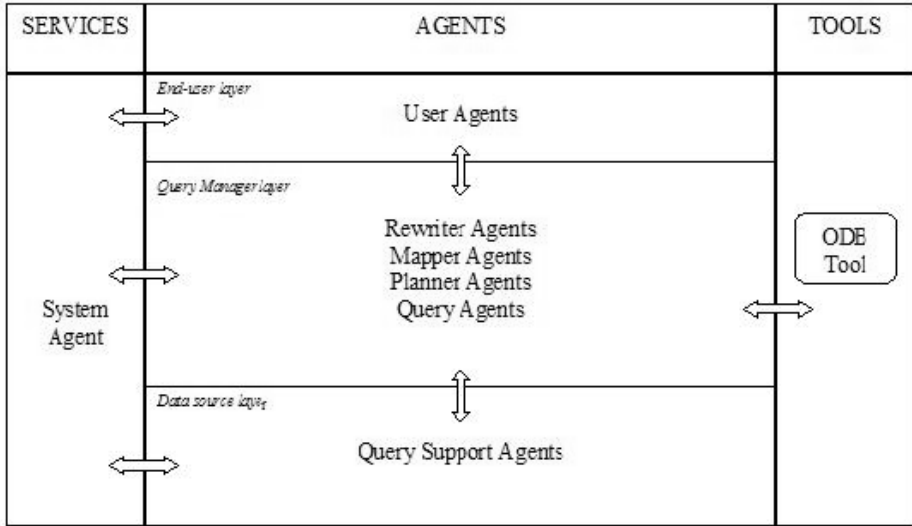 SERVICES
AGENTS
TOOLS
End-user layer
User Agents
Query Manager layer
Rewriter Agents
Mapper Agents
Planner Agents
Query Agents
System
Agent
ODB
Tool
Data source layer
Query Support Agents